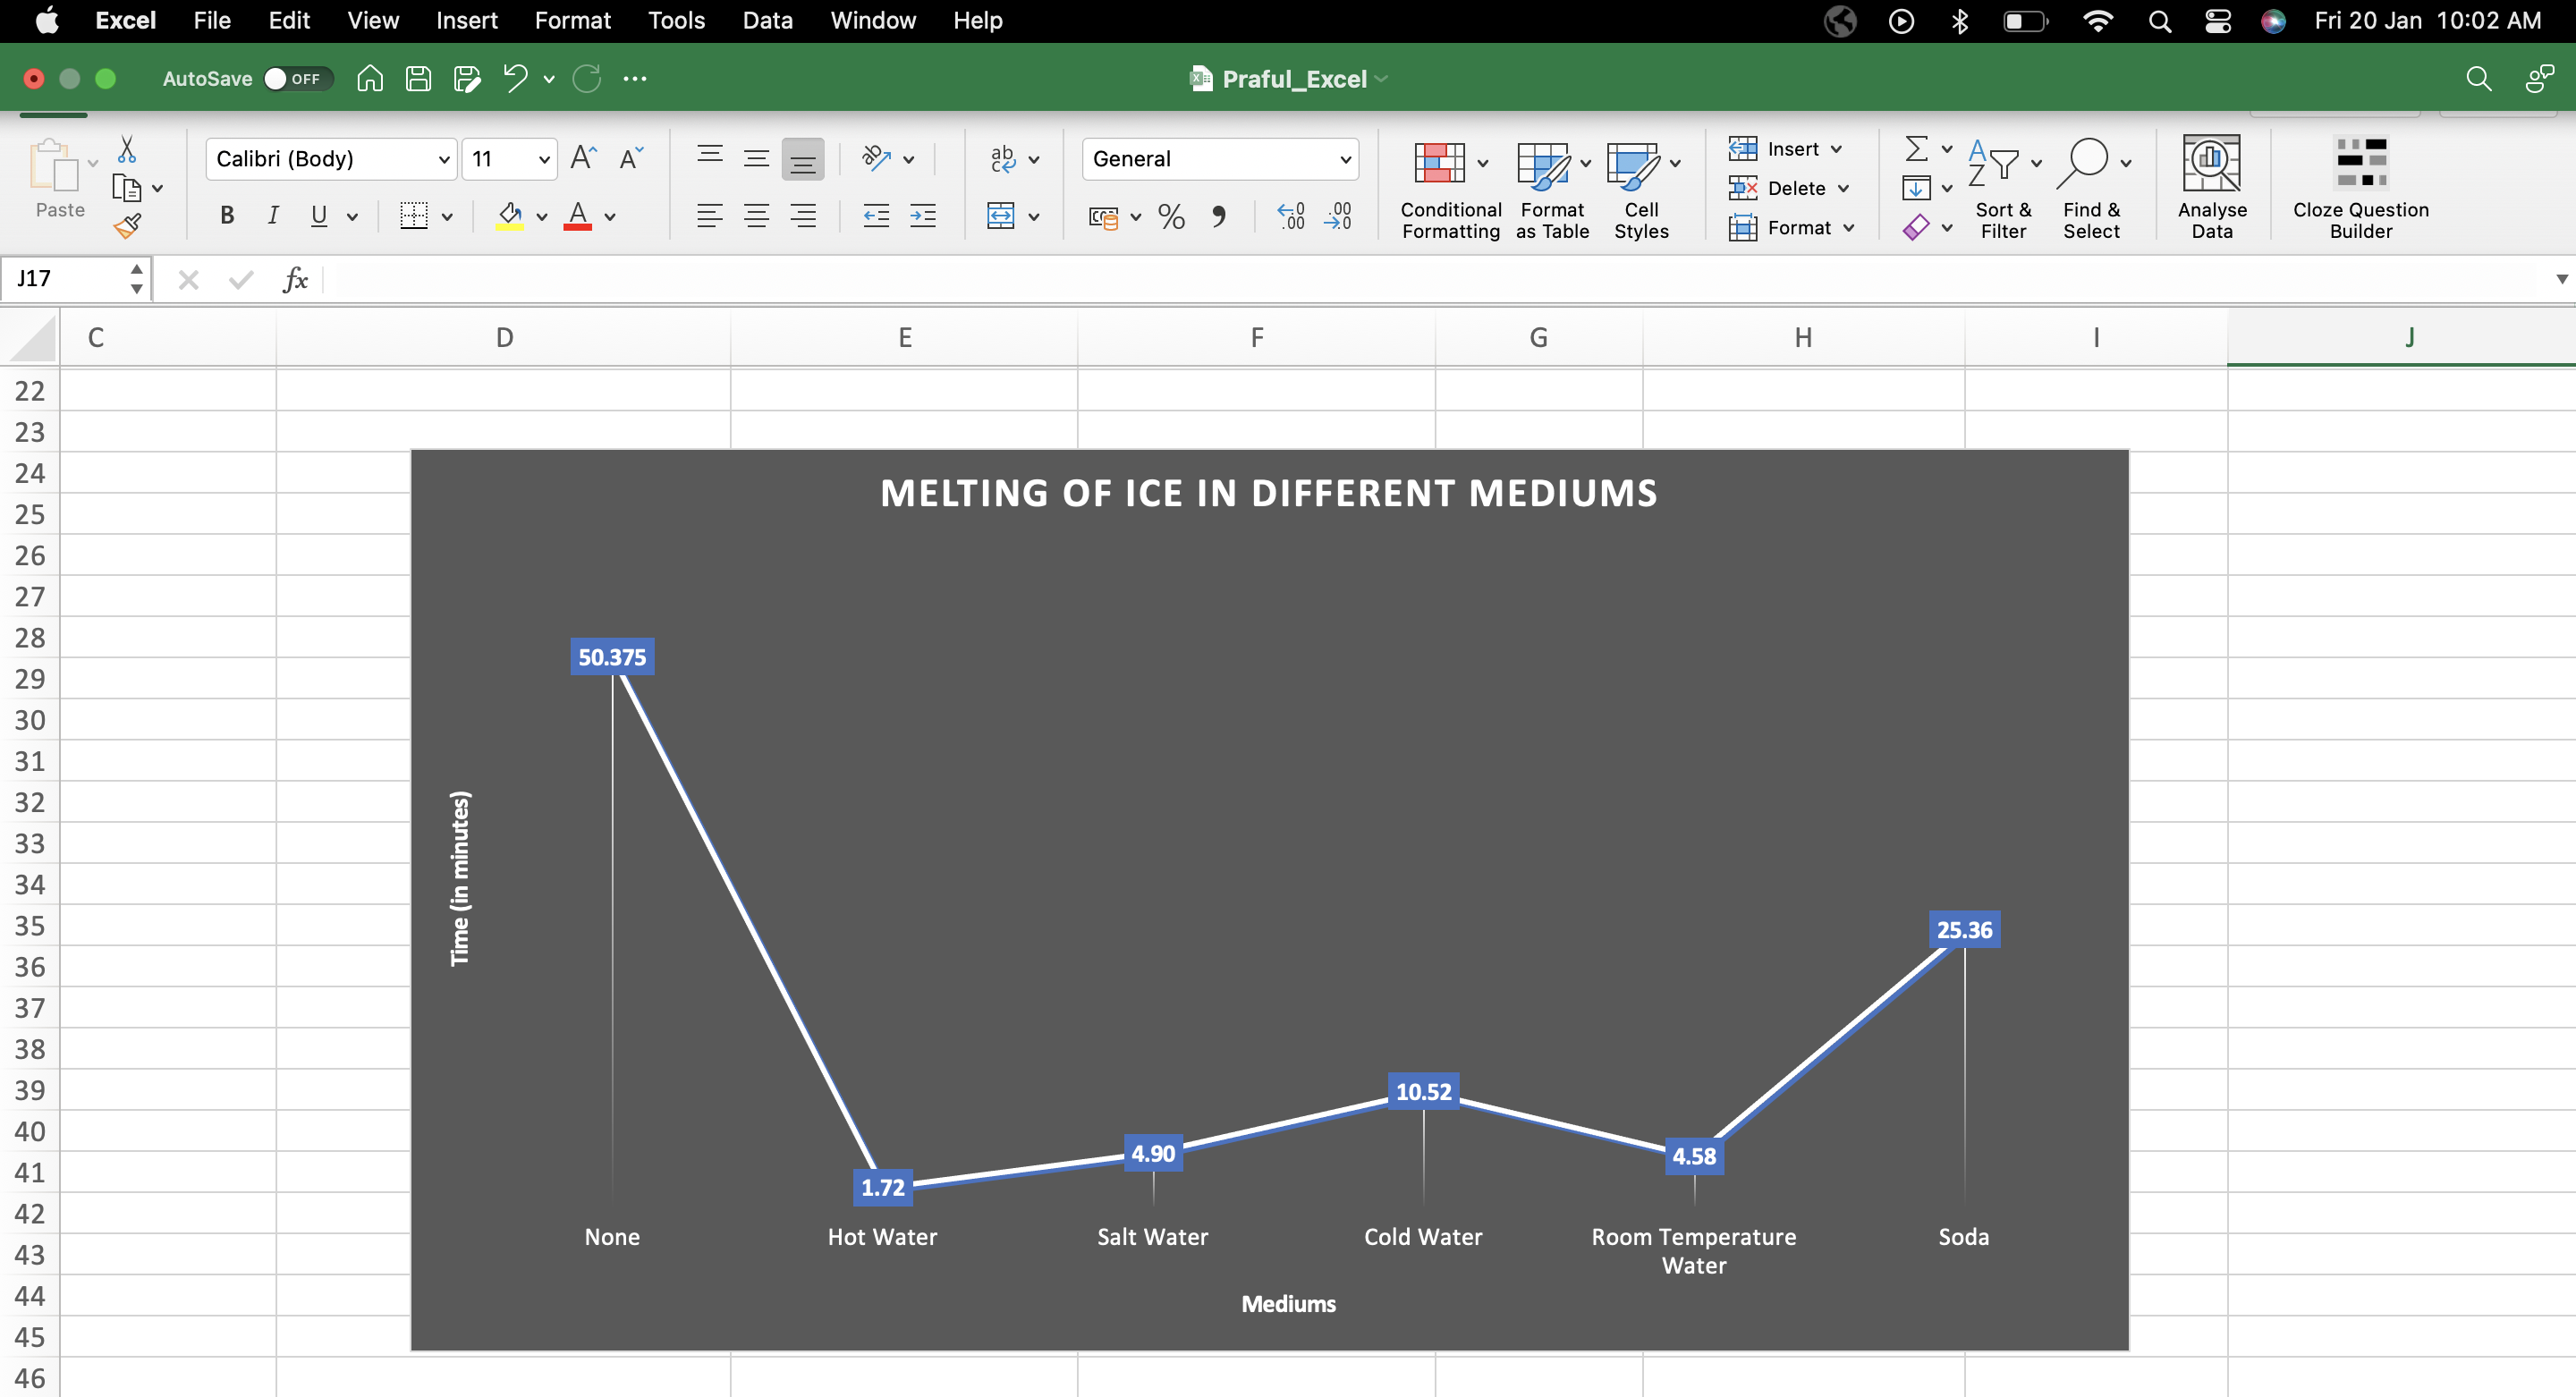 Excel File Edit View Insert Format Tools Data Window Help Fri 20 Jan 10:02 AM
AutoSave OFF Praful_Excel
Paste
Calibri (Body) 11
B I U A
ab
General
% 9
Conditional Formatting
Format as Table
Cell Styles
Insert
Delete
Format
Sort & Filter
Find & Select
Analyse Data
Cloze Question Builder
J17 fx
C D E F G H I J
22
23
24
25
26
27
28
29
30
31
32
33
34
35
36
37
38
39
40
41
42
43
44
45
46
MELTING OF ICE IN DIFFERENT MEDIUMS
Time (in minutes)
50.375
1.72
4.90
10.52
4.58
25.36
None
Hot Water
Salt Water
Cold Water
Room Temperature
Water
Soda
Mediums